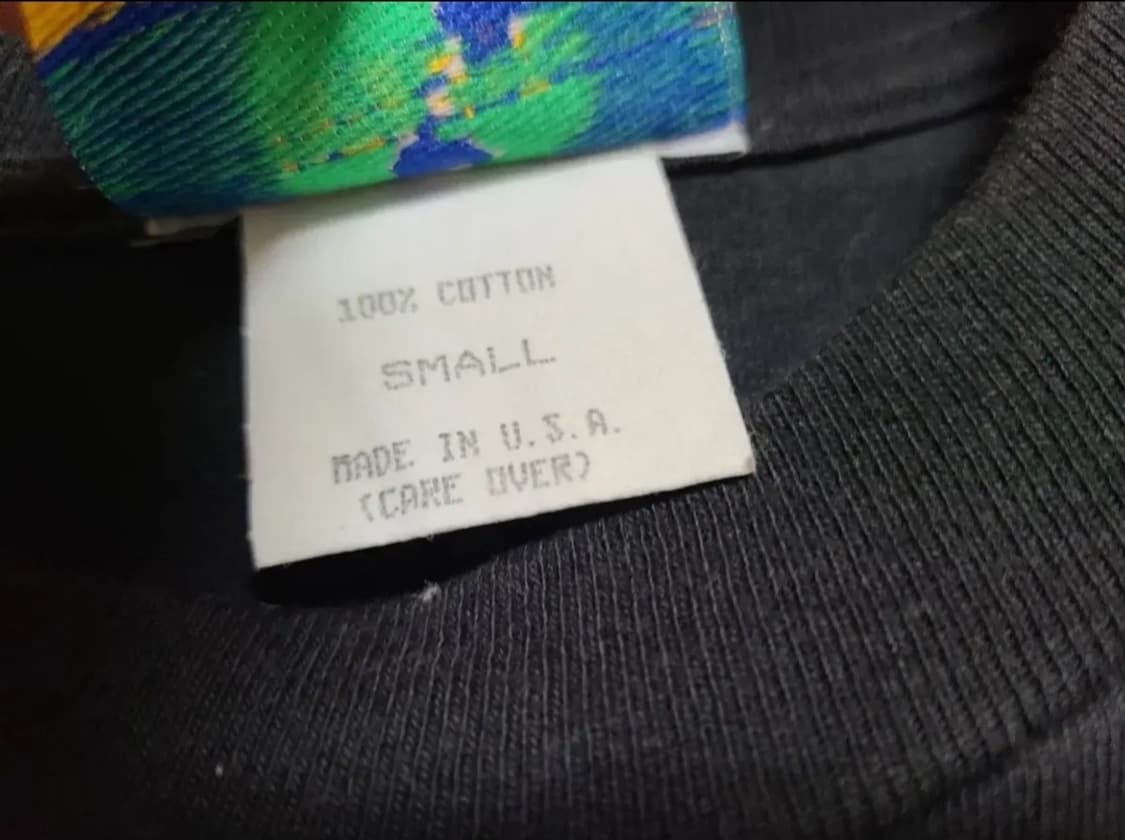 100% COTTON
SMALL
MADE IN U.S.A.
(CARE OVER)